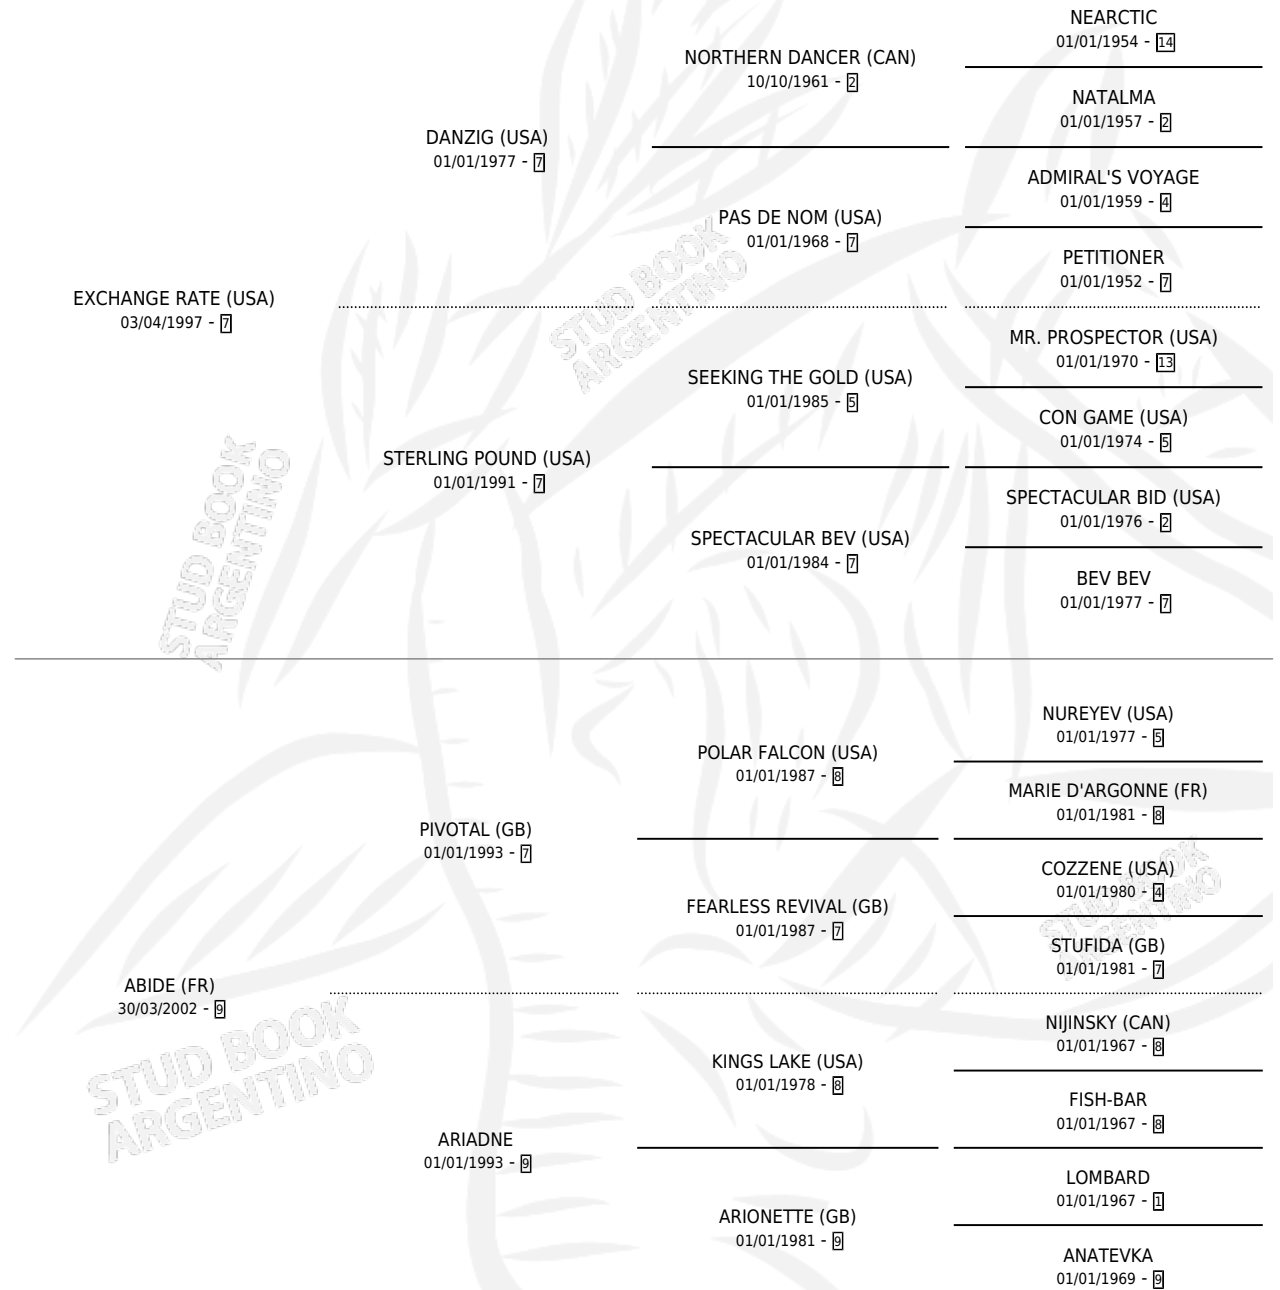 NEARCTIC
01/01/1954 - 14
NORTHERN DANCER (CAN)
10/10/1961 - 2
NATALMA
01/01/1957 - 2
DANZIG (USA)
01/01/1977 - 7
ADMIRAL'S VOYAGE
01/01/1959 - 4
PAS DE NOM (USA)
01/01/1968 - 7
PETITIONER
01/01/1952 - 7
EXCHANGE RATE (USA)
03/04/1997 - 7
STUD BOOK
ARGENTINO
MR. PROSPECTOR (USA)
01/01/1970 - 13
SEEKING THE GOLD (USA)
01/01/1985 - 5
CON GAME (USA)
01/01/1974 - 5
STERLING POUND (USA)
01/01/1991 - 7
SPECTACULAR BID (USA)
01/01/1976 - 2
SPECTACULAR BEV (USA)
01/01/1984 - 7
BEV BEV
01/01/1977 - 7
STUD BOOK
ARGENTINO
NUREYEV (USA)
01/01/1977 - 5
POLAR FALCON (USA)
01/01/1987 - 8
MARIE D'ARGONNE (FR)
01/01/1981 - 8
PIVOTAL (GB)
01/01/1993 - 7
COZZENE (USA)
01/01/1980 - 4
FEARLESS REVIVAL (GB)
01/01/1987 - 7
STUFIDA (GB)
01/01/1981 - 7
STUD BOOK
ARGENTINO
ABIDE (FR)
30/03/2002 - 9
NIJINSKY (CAN)
01/01/1967 - 8
KINGS LAKE (USA)
01/01/1978 - 8
FISH-BAR
01/01/1967 - 8
STUD BOOK
ARGENTINO
ARIADNE
01/01/1993 - 9
LOMBARD
01/01/1967 - 1
ARIONETTE (GB)
01/01/1981 - 9
ANATEVKA
01/01/1969 - 9